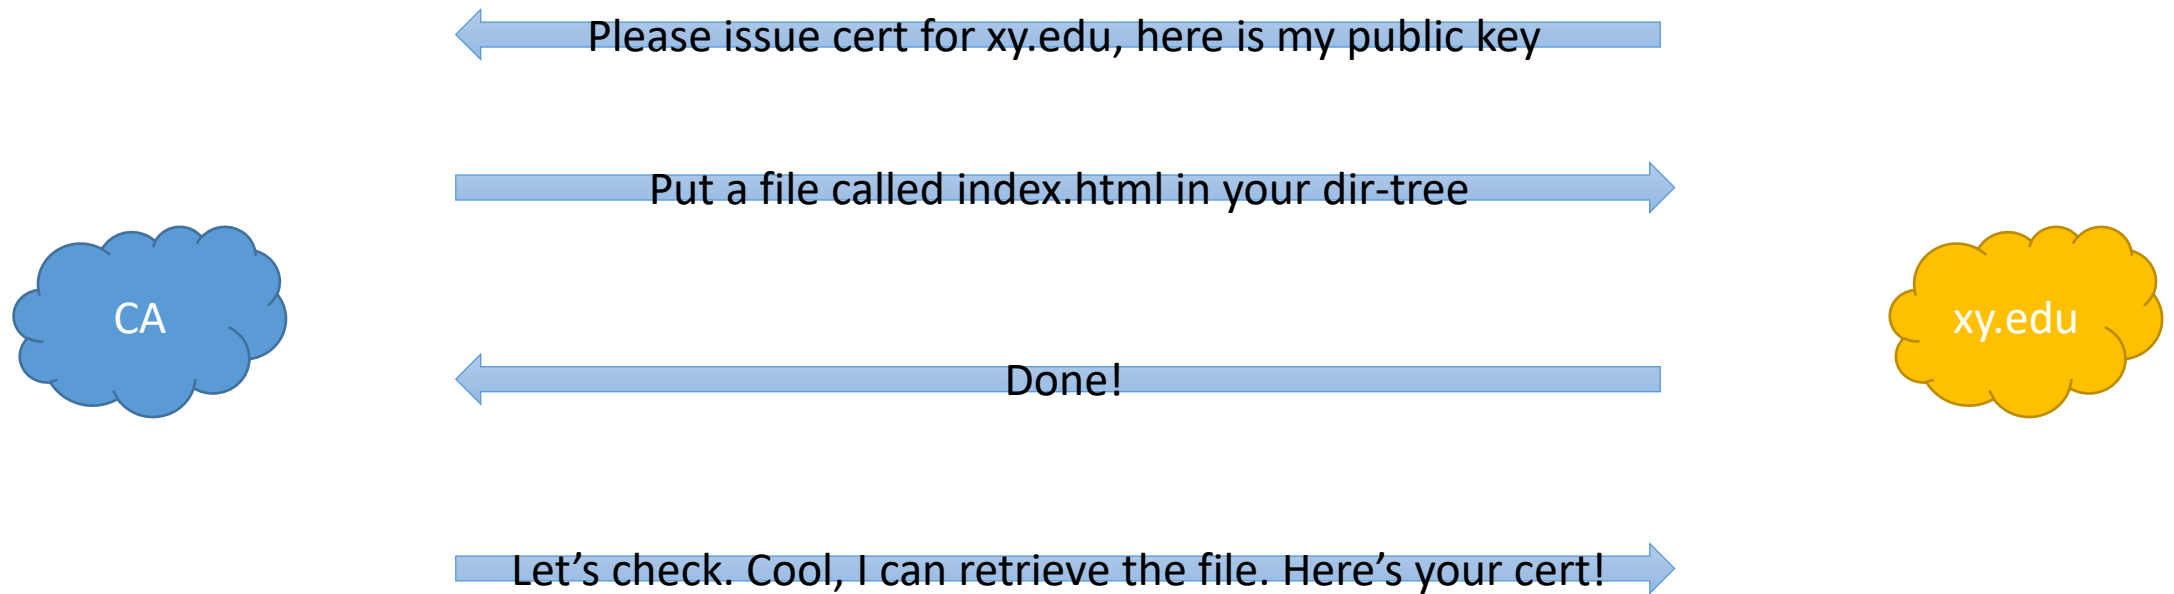 Please issue cert for xy.edu, here is my public key
Put a file called index.html in your dir-tree
CA
xy.edu
Done!
Let’s check. Cool, I can retrieve the file. Here’s your cert!